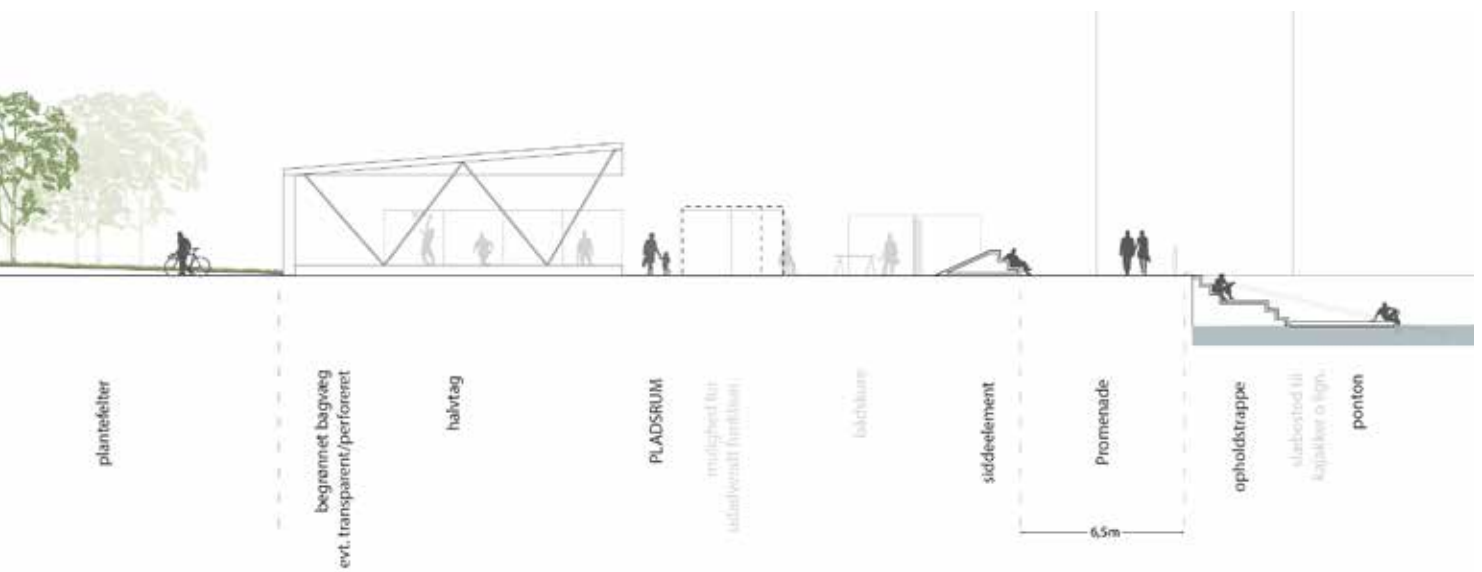 plantefelter
begrønnet bagvæg
evt. transparent/perforeret
halvtag
PLADSRUM
mulighed for
udadvendt funktion
bådskure
siddeelement
Promenade
6,5m
opholdstrappe
slæbested til
kajakker o lign.
ponton